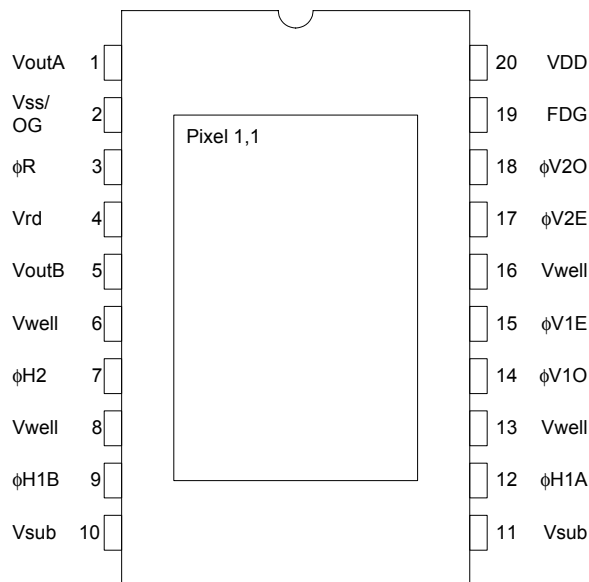 VoutA 1 20 VDD
Vss/
OG 2 19 FDG
Pixel 1,1
ϕR 3 18 ϕV2O
Vrd 4 17 ϕV2E
VoutB 5 16 Vwell
Vwell 6 15 ϕV1E
ϕH2 7 14 ϕV1O
Vwell 8 13 Vwell
ϕH1B 9 12 ϕH1A
Vsub 10 11 Vsub